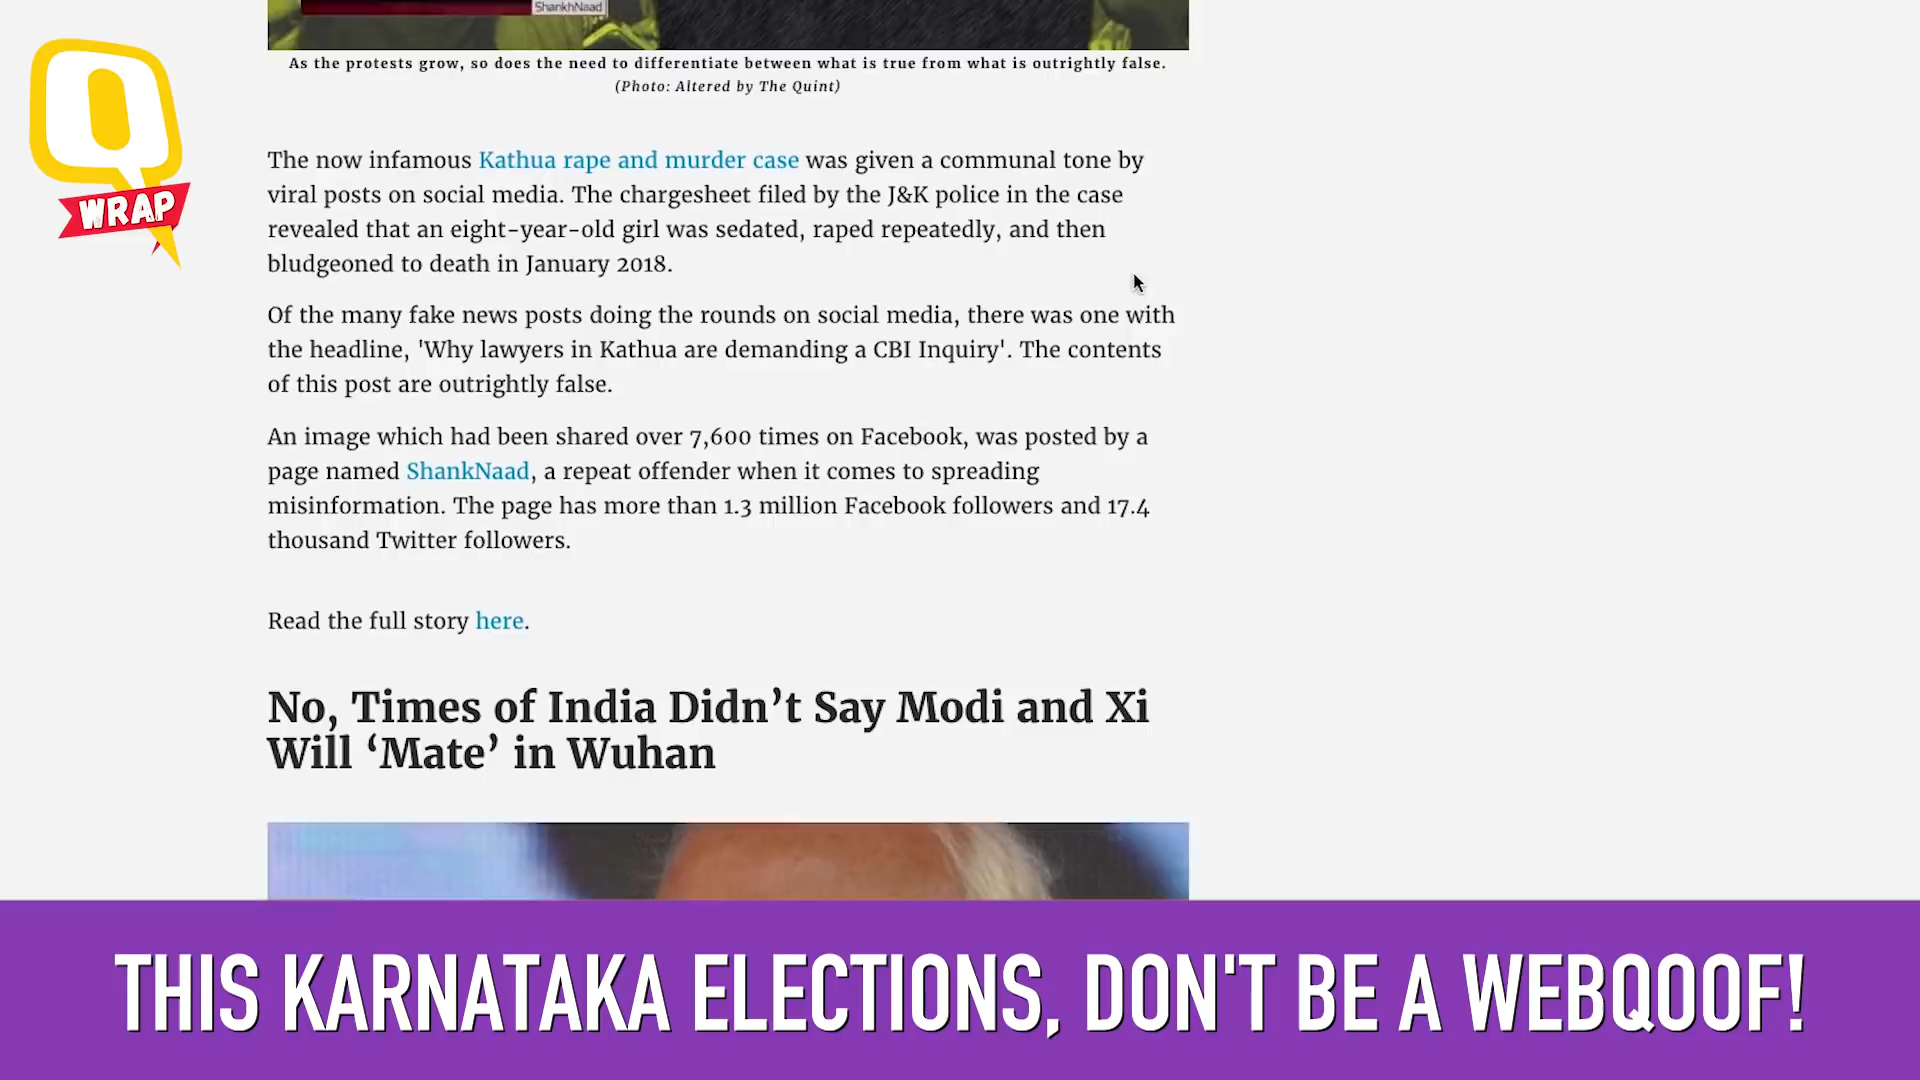 ShankhNaad
As the protests grow, so does the need to differentiate between what is true from what is outrightly false.
(Photo: Altered by The Quint)
Q
WRAP
The now infamous Kathua rape and murder case was given a communal tone by
viral posts on social media. The chargesheet filed by the J&K police in the case
revealed that an eight-year-old girl was sedated, raped repeatedly, and then
bludgeoned to death in January 2018.
Of the many fake news posts doing the rounds on social media, there was one with
the headline, 'Why lawyers in Kathua are demanding a CBI Inquiry'. The contents
of this post are outrightly false.
An image which had been shared over 7,600 times on Facebook, was posted by a
page named ShankNaad, a repeat offender when it comes to spreading
misinformation. The page has more than 1.3 million Facebook followers and 17.4
thousand Twitter followers.
Read the full story here.
No, Times of India Didn’t Say Modi and Xi
Will ‘Mate’ in Wuhan
THIS KARNATAKA ELECTIONS, DON'T BE A WEBQOOF!